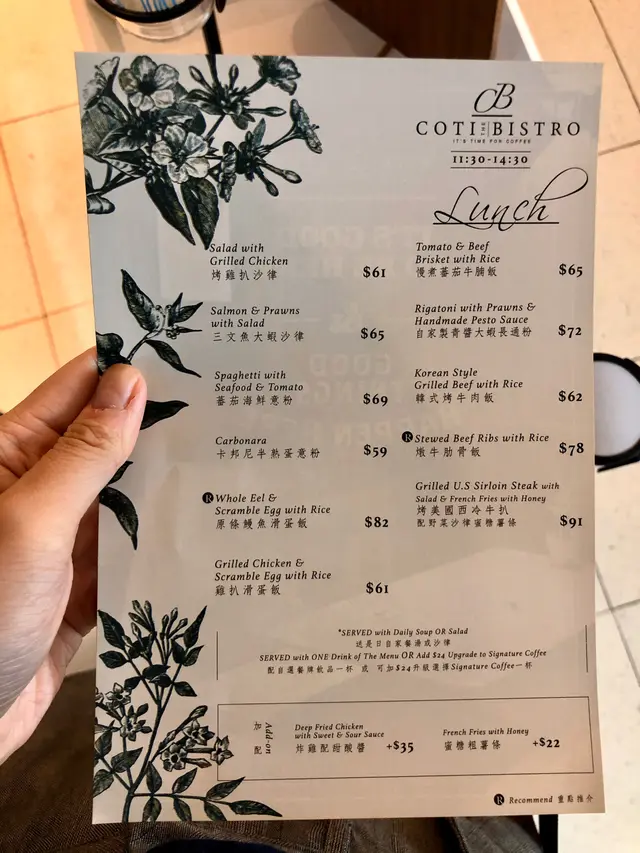 CB
COTI THE BISTRO
IT'S TIME FOR COFFEE
11:30-14:30
Lunch
Salad with
Grilled Chicken
烤雞扒沙律 $61
Salmon & Prawns
with Salad
三文魚大蝦沙律 $65
Spaghetti with
Seafood & Tomato
蕃茄海鮮意粉 $69
Carbonara
卡邦尼半熟蛋意粉 $59
R Whole Eel &
Scramble Egg with Rice
原條鰻魚滑蛋飯 $82
Grilled Chicken &
Scramble Egg with Rice
雞扒滑蛋飯 $61
Tomato & Beef
Brisket with Rice
慢煮蕃茄牛腩飯 $65
Rigatoni with Prawns &
Handmade Pesto Sauce
自家製青醬大蝦長通粉 $72
Korean Style
Grilled Beef with Rice
韓式烤牛肉飯 $62
R Stewed Beef Ribs with Rice
燉牛肋骨飯 $78
Grilled U.S Sirloin Steak with
Salad & French Fries with Honey
烤美國西冷牛扒
配野菜沙律蜜糖薯條 $91
*SERVED with Daily Soup OR Salad
送是日自家餐湯或沙律
SERVED with ONE Drink of The Menu OR Add $24 Upgrade to Signature Coffee
配自選餐牌飲品一杯 或 可加$24升級選擇Signature Coffee一杯
加配 Add-on
Deep Fried Chicken
with Sweet & Sour Sauce
炸雞配甜酸醬 +$35
French Fries with Honey
蜜糖粗薯條 +$22
R Recommend 重點推介